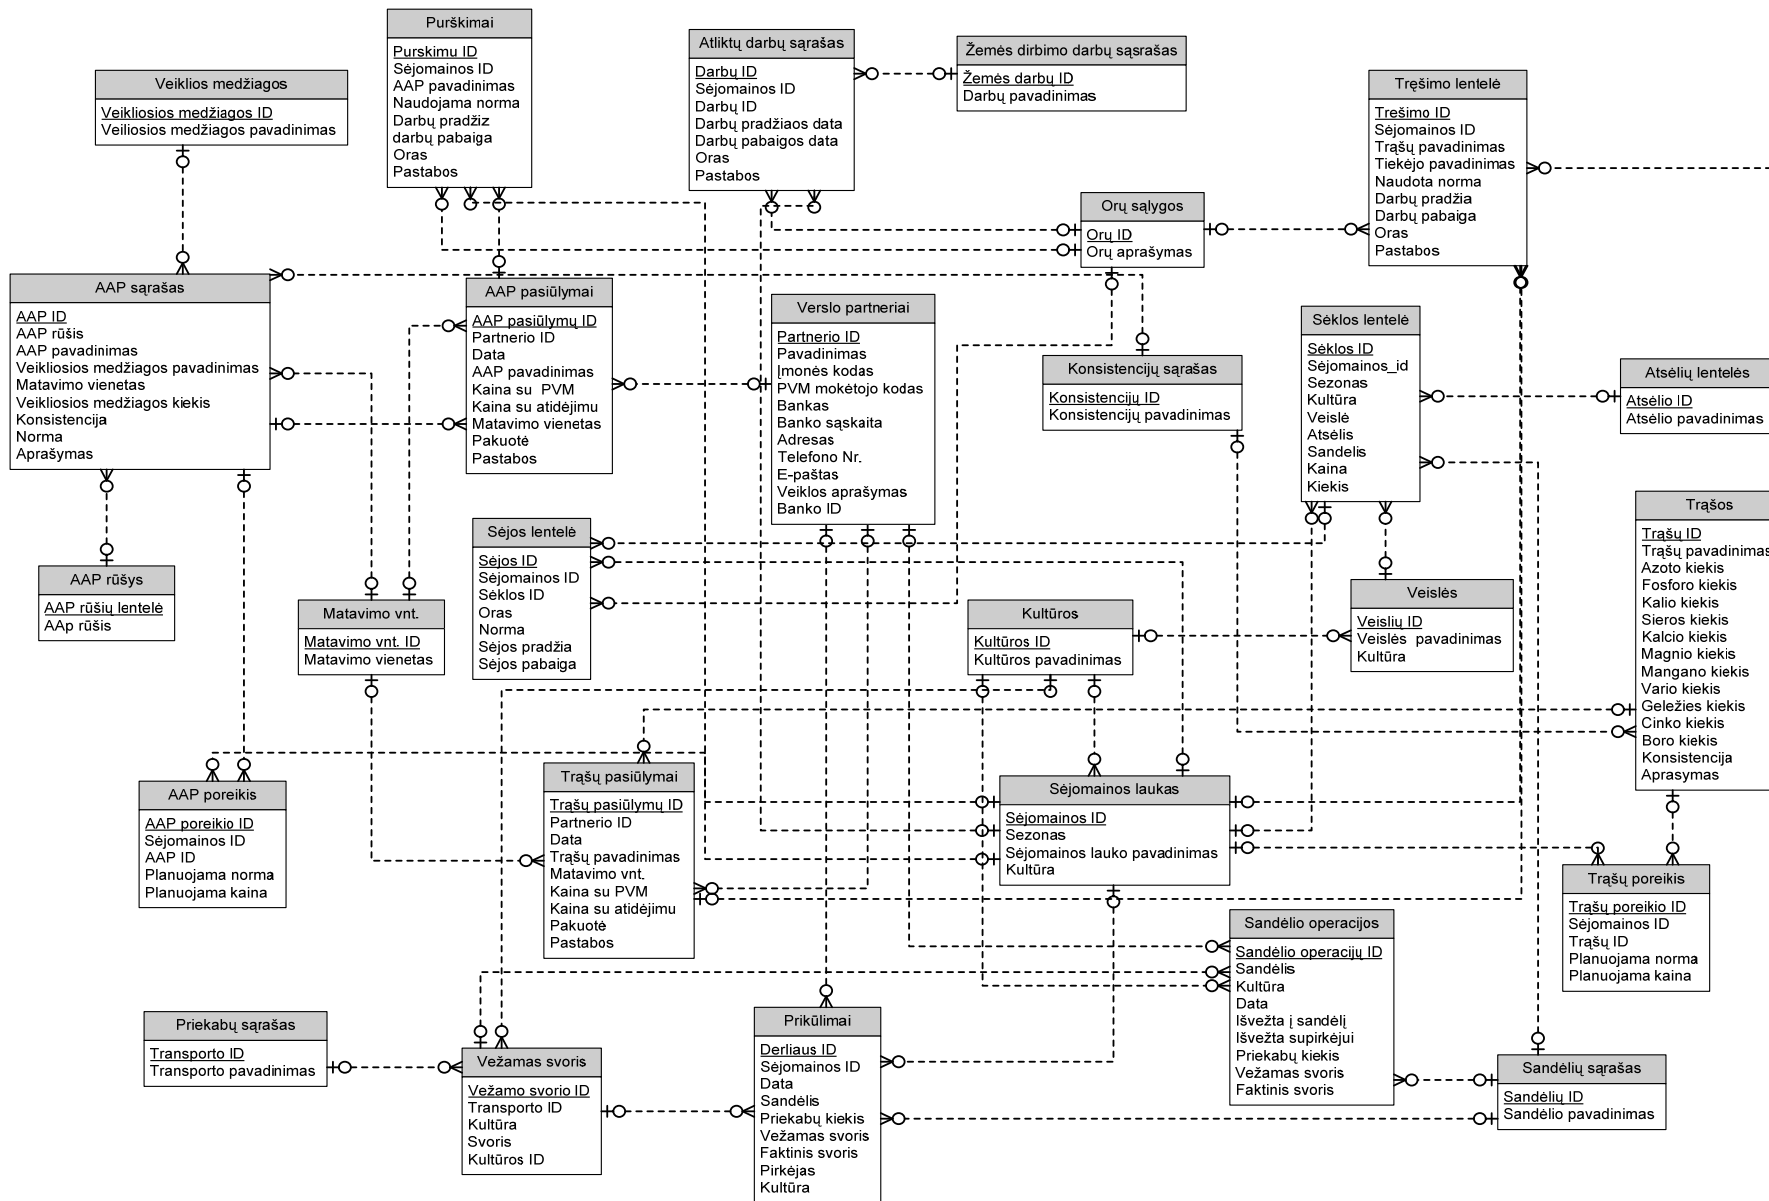 Purškimai
Purskimu ID
Sėjomainos ID
AAP pavadinimas
Naudojama norma
Darbų pradžiz
darbų pabaiga
Oras
Pastabos
Atliktų darbų sąrašas
Darbų ID
Sėjomainos ID
Darbų ID
Darbų pradžiaos data
Darbų pabaigos data
Oras
Pastabos
Žemės dirbimo darbų sąsrašas
Žemės darbų ID
Darbų pavadinimas
Tręšimo lentelė
Trešimo ID
Sėjomainos ID
Trąšų pavadinimas
Tiekėjo pavadinimas
Naudota norma
Darbų pradžia
Darbų pabaiga
Oras
Pastabos
Veiklios medžiagos
Veikliosios medžiagos ID
Veiliosios medžiagos pavadinimas
Orų sąlygos
Orų ID
Orų aprašymas
AAP sąrašas
AAP ID
AAP rūšis
AAP pavadinimas
Veikliosios medžiagos pavadinimas
Matavimo vienetas
Veikliosios medžiagos kiekis
Konsistencija
Norma
Aprašymas
AAP pasiūlymai
AAP pasiūlymų ID
Partnerio ID
Data
AAP pavadinimas
Kaina su  PVM
Kaina su atidėjimu
Matavimo vienetas
Pakuotė
Pastabos
Verslo partneriai
Partnerio ID
Pavadinimas
Įmonės kodas
PVM mokėtojo kodas
Bankas
Banko sąskaita
Adresas
Telefono Nr.
E-paštas
Veiklos aprašymas
Banko ID
Konsistencijų sąrašas
Konsistencijų ID
Konsistencijų pavadinimas
Sėklos lentelė
Sėklos ID
Sėjomainos_id
Sezonas
Kultūra
Veislė
Atsėlis
Sandelis
Kaina
Kiekis
Atsėlių lentelės
Atsėlio ID
Atsėlio pavadinimas
Trąšos
Trąšų ID
Trąšų pavadinimas
Azoto kiekis
Fosforo kiekis
Kalio kiekis
Sieros kiekis
Kalcio kiekis
Magnio kiekis
Mangano kiekis
Vario kiekis
Geležies kiekis
Cinko kiekis
Boro kiekis
Konsistencija
Aprasymas
Sėjos lentelė
Sėjos ID
Sėjomainos ID
Sėklos ID
Oras
Norma
Sėjos pradžia
Sėjos pabaiga
AAP rūšys
AAP rūšių lentelė
AAp rūšis
Matavimo vnt.
Matavimo vnt. ID
Matavimo vienetas
Kultūros
Kultūros ID
Kultūros pavadinimas
Veislės
Veislių ID
Veislės  pavadinimas
Kultūra
AAP poreikis
AAP poreikio ID
Sėjomainos ID
AAP ID
Planuojama norma
Planuojama kaina
Trąšų pasiūlymai
Trąšų pasiūlymų ID
Partnerio ID
Data
Trąšų pavadinimas
Matavimo vnt.
Kaina su PVM
Kaina su atidėjimu
Pakuotė
Pastabos
Sėjomainos laukas
Sėjomainos ID
Sezonas
Sėjomainos lauko pavadinimas
Kultūra
Trąšų poreikis
Trąšų poreikio ID
Sėjomainos ID
Trąšų ID
Planuojama norma
Planuojama kaina
Sandėlio operacijos
Sandėlio operacijų ID
Sandėlis
Kultūra
Data
Išvežta į sandėlį
Išvežta supirkėjui
Priekabų kiekis
Vežamas svoris
Faktinis svoris
Priekabų sąrašas
Transporto ID
Transporto pavadinimas
Vežamas svoris
Vežamo svorio ID
Transporto ID
Kultūra
Svoris
Kultūros ID
Prikūlimai
Derliaus ID
Sėjomainos ID
Data
Sandėlis
Priekabų kiekis
Vežamas svoris
Faktinis svoris
Pirkėjas
Kultūra
Sandėlių sąrašas
Sandėlių ID
Sandėlio pavadinimas